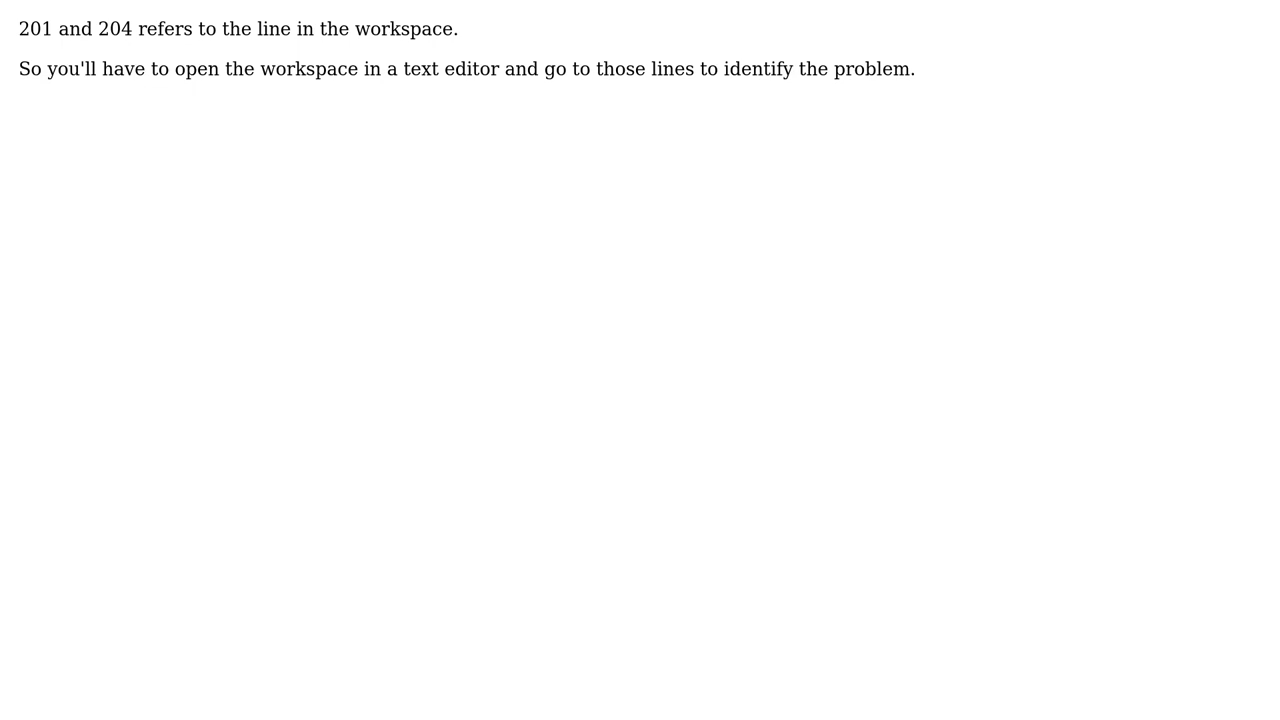 201 and 204 refers to the line in the workspace.
So you'll have to open the workspace in a text editor and go to those lines to identify the problem.